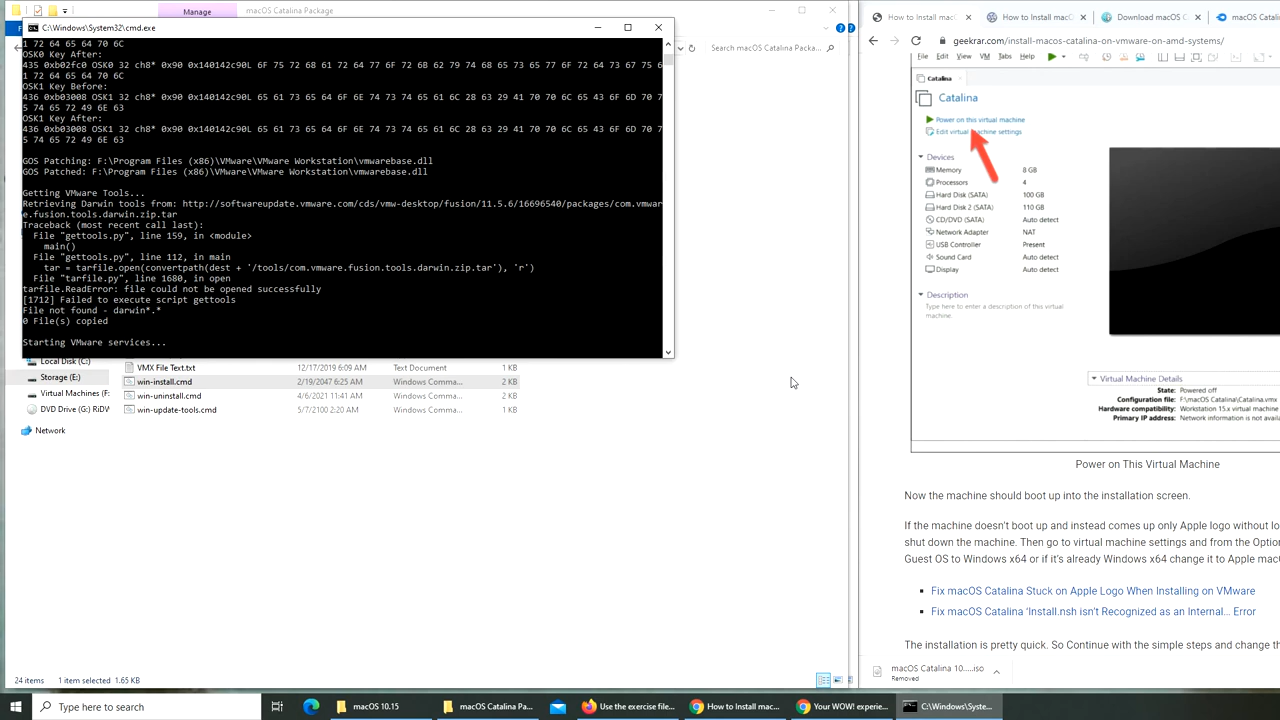 Manage
macOS Catalina Package
C:\Windows\System32\cmd.exe
1 72 64 65 64 70 6C
OSK0 Key After:
435 0xb02fc0 OSK0 32 ch8* 0x90 0x140142c90L 6F 75 72 68 61 72 64 77 6F 72 6B 62 79 74 68 65 73 65 77 6F 72 64 73 67 75 6
1 72 64 65 64 70 6C
OSK1 Key Before:
436 0xb03008 OSK1 32 ch8* 0x90 0x140142c90L 65 61 73 65 64 6F 6E 74 73 74 65 61 6C 28 63 29 41 70 70 6C 65 43 6F 6D 70 7
5 74 65 72 49 6E 63
OSK1 Key After:
436 0xb03008 OSK1 32 ch8* 0x90 0x140142c90L 65 61 73 65 64 6F 6E 74 73 74 65 61 6C 28 63 29 41 70 70 6C 65 43 6F 6D 70 7
5 74 65 72 49 6E 63
GOS Patching: F:\Program Files (x86)\VMware\VMware Workstation\vmwarebase.dll
GOS Patched: F:\Program Files (x86)\VMware\VMware Workstation\vmwarebase.dll
Getting VMware Tools...
Retrieving Darwin tools from: http://softwareupdate.vmware.com/cds/vmw-desktop/fusion/11.5.6/16696540/packages/com.vmwar
e.fusion.tools.darwin.zip.tar
Traceback (most recent call last):
File "gettools.py", line 159, in <module>
main()
File "gettools.py", line 112, in main
tar = tarfile.open(convertpath(dest + '/tools/com.vmware.fusion.tools.darwin.zip.tar'), 'r')
File "tarfile.py", line 1680, in open
tarfile.ReadError: file could not be opened successfully
[1712] Failed to execute script gettools
File not found - darwin*.*
0 File(s) copied
Starting VMware services...
Search macOS Catalina Packa...
Local Disk (C:)
Storage (E:)
Virtual Machines (F:
DVD Drive (G:) RiDW
Network
VMX File Text.txt 12/17/2019 6:09 AM Text Document 1 KB
win-install.cmd 2/19/2047 6:25 AM Windows Comma... 2 KB
win-uninstall.cmd 4/6/2021 11:41 AM Windows Comma... 2 KB
win-update-tools.cmd 5/7/2100 2:20 AM Windows Comma... 1 KB
24 items 1 item selected 1.65 KB
How to Install mac
How to Install mac
Download macOS C
macOS Catali
geekrar.com/install-macos-catalina-on-vmware-on-amd-systems/
File Edit View VM Tabs Help
Catalina
Catalina
Power on this virtual machine
Edit virtual machine settings
Devices
Memory 8 GB
Processors 4
Hard Disk (SATA) 100 GB
Hard Disk 2 (SATA) 110 GB
CD/DVD (SATA) Auto detect
Network Adapter NAT
USB Controller Present
Sound Card Auto detect
Display Auto detect
Description
Type here to enter a description of this virtual
machine.
Virtual Machine Details
State: Powered off
Configuration file: F:\macOS Catalina\Catalina.vmx
Hardware compatibility: Workstation 15.x virtual machine
Primary IP address: Network information is not availa
Power on This Virtual Machine
Now the machine should boot up into the installation screen.
If the machine doesn't boot up and instead comes up only Apple logo without lo
shut down the machine. Then go to virtual machine settings and from the Option
Guest OS to Windows x64 or if it's already Windows x64 change it to Apple mac
Fix macOS Catalina Stuck on Apple Logo When Installing on VMware
Fix macOS Catalina 'Install.nsh isn't Recognized as an Internal... Error
The installation is pretty quick. So Continue with the simple steps and change th
macOS Catalina 10.....iso
Removed
Type here to search
macOS 10.15
macOS Catalina Pa...
Use the exercise file...
How to Install mac...
Your WOW! experie...
C:\Windows\Syste...